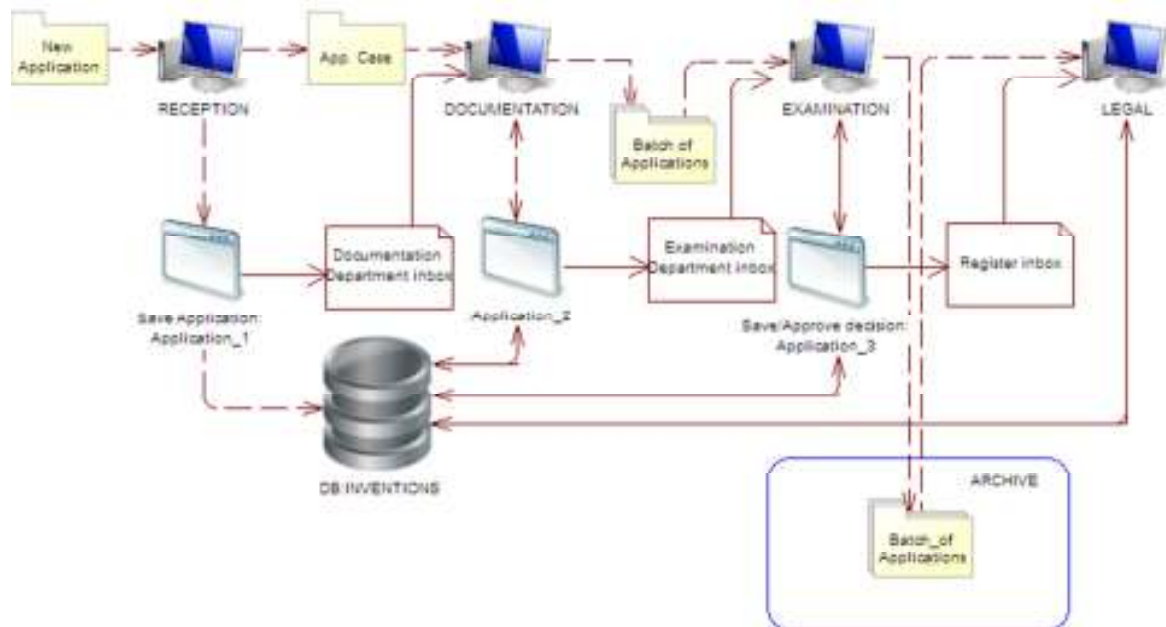 New
Application
App. Case
RECEPTION
DOCUMENTATION
EXAMINATION
LEGAL
Batch of
Applications
Documentation
Department inbox
Examination
Department inbox
Register inbox
Save Application:
Application_1
Application_2
Save/Approve decision:
Application_3
DB INVENTIONS
ARCHIVE
Batch_of
Applications